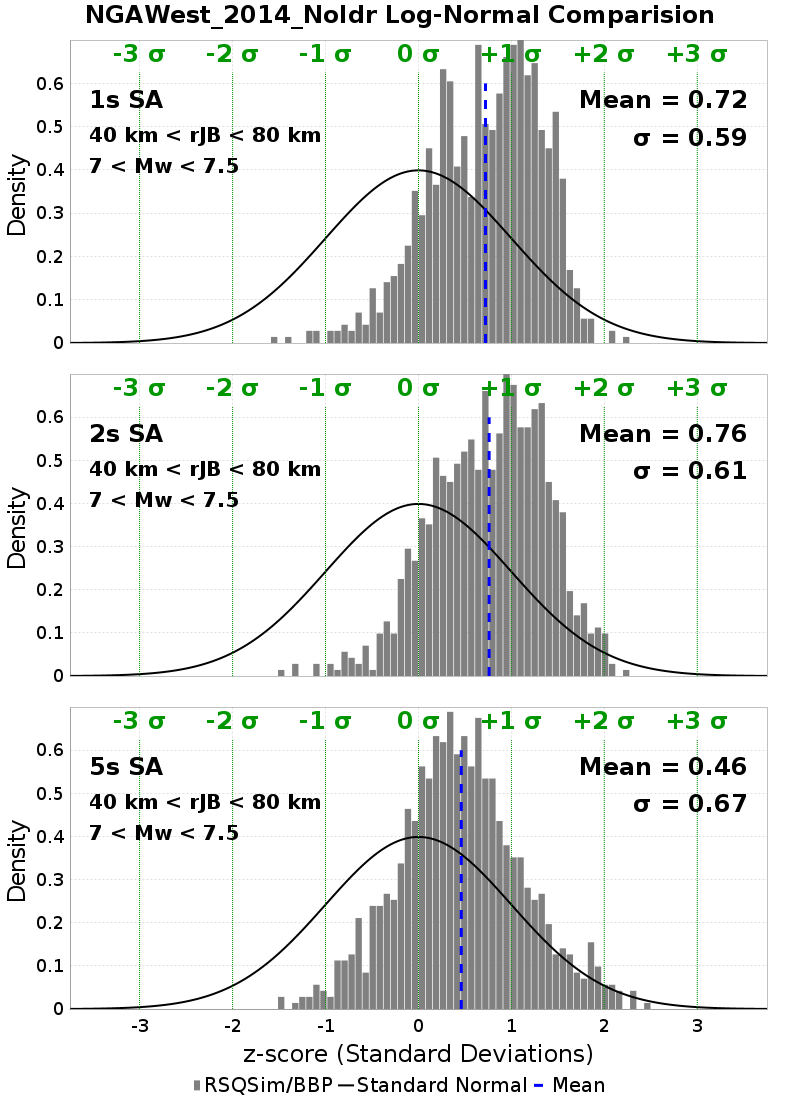 NGAWest_2014_NoIdr Log-Normal Comparision
-3 σ -2 σ -1 σ 0 σ +1 σ +2 σ +3 σ
0.6
1s SA Mean = 0.72
0.5
40 km < rJB < 80 km σ = 0.59
7 < Mw < 7.5
0.4
Density
0.3
0.2
0.1
0
-3 σ -2 σ -1 σ 0 σ +1 σ +2 σ +3 σ
0.6
2s SA Mean = 0.76
0.5
40 km < rJB < 80 km σ = 0.61
7 < Mw < 7.5
0.4
Density
0.3
0.2
0.1
0
-3 σ -2 σ -1 σ 0 σ +1 σ +2 σ +3 σ
0.6
5s SA Mean = 0.46
0.5
40 km < rJB < 80 km σ = 0.67
7 < Mw < 7.5
0.4
Density
0.3
0.2
0.1
0
-3 -2 -1 0 1 2 3
z-score (Standard Deviations)
RSQSim/BBP Standard Normal Mean